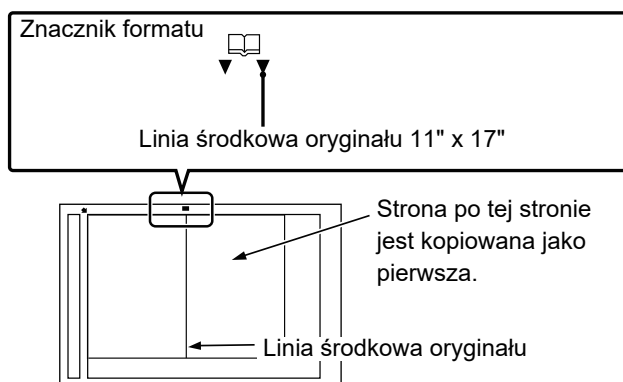 Znacznik formatu
Linia środkowa oryginału 11" x 17"
Strona po tej stronie
jest kopiowana jako
pierwsza.
Linia środkowa oryginału